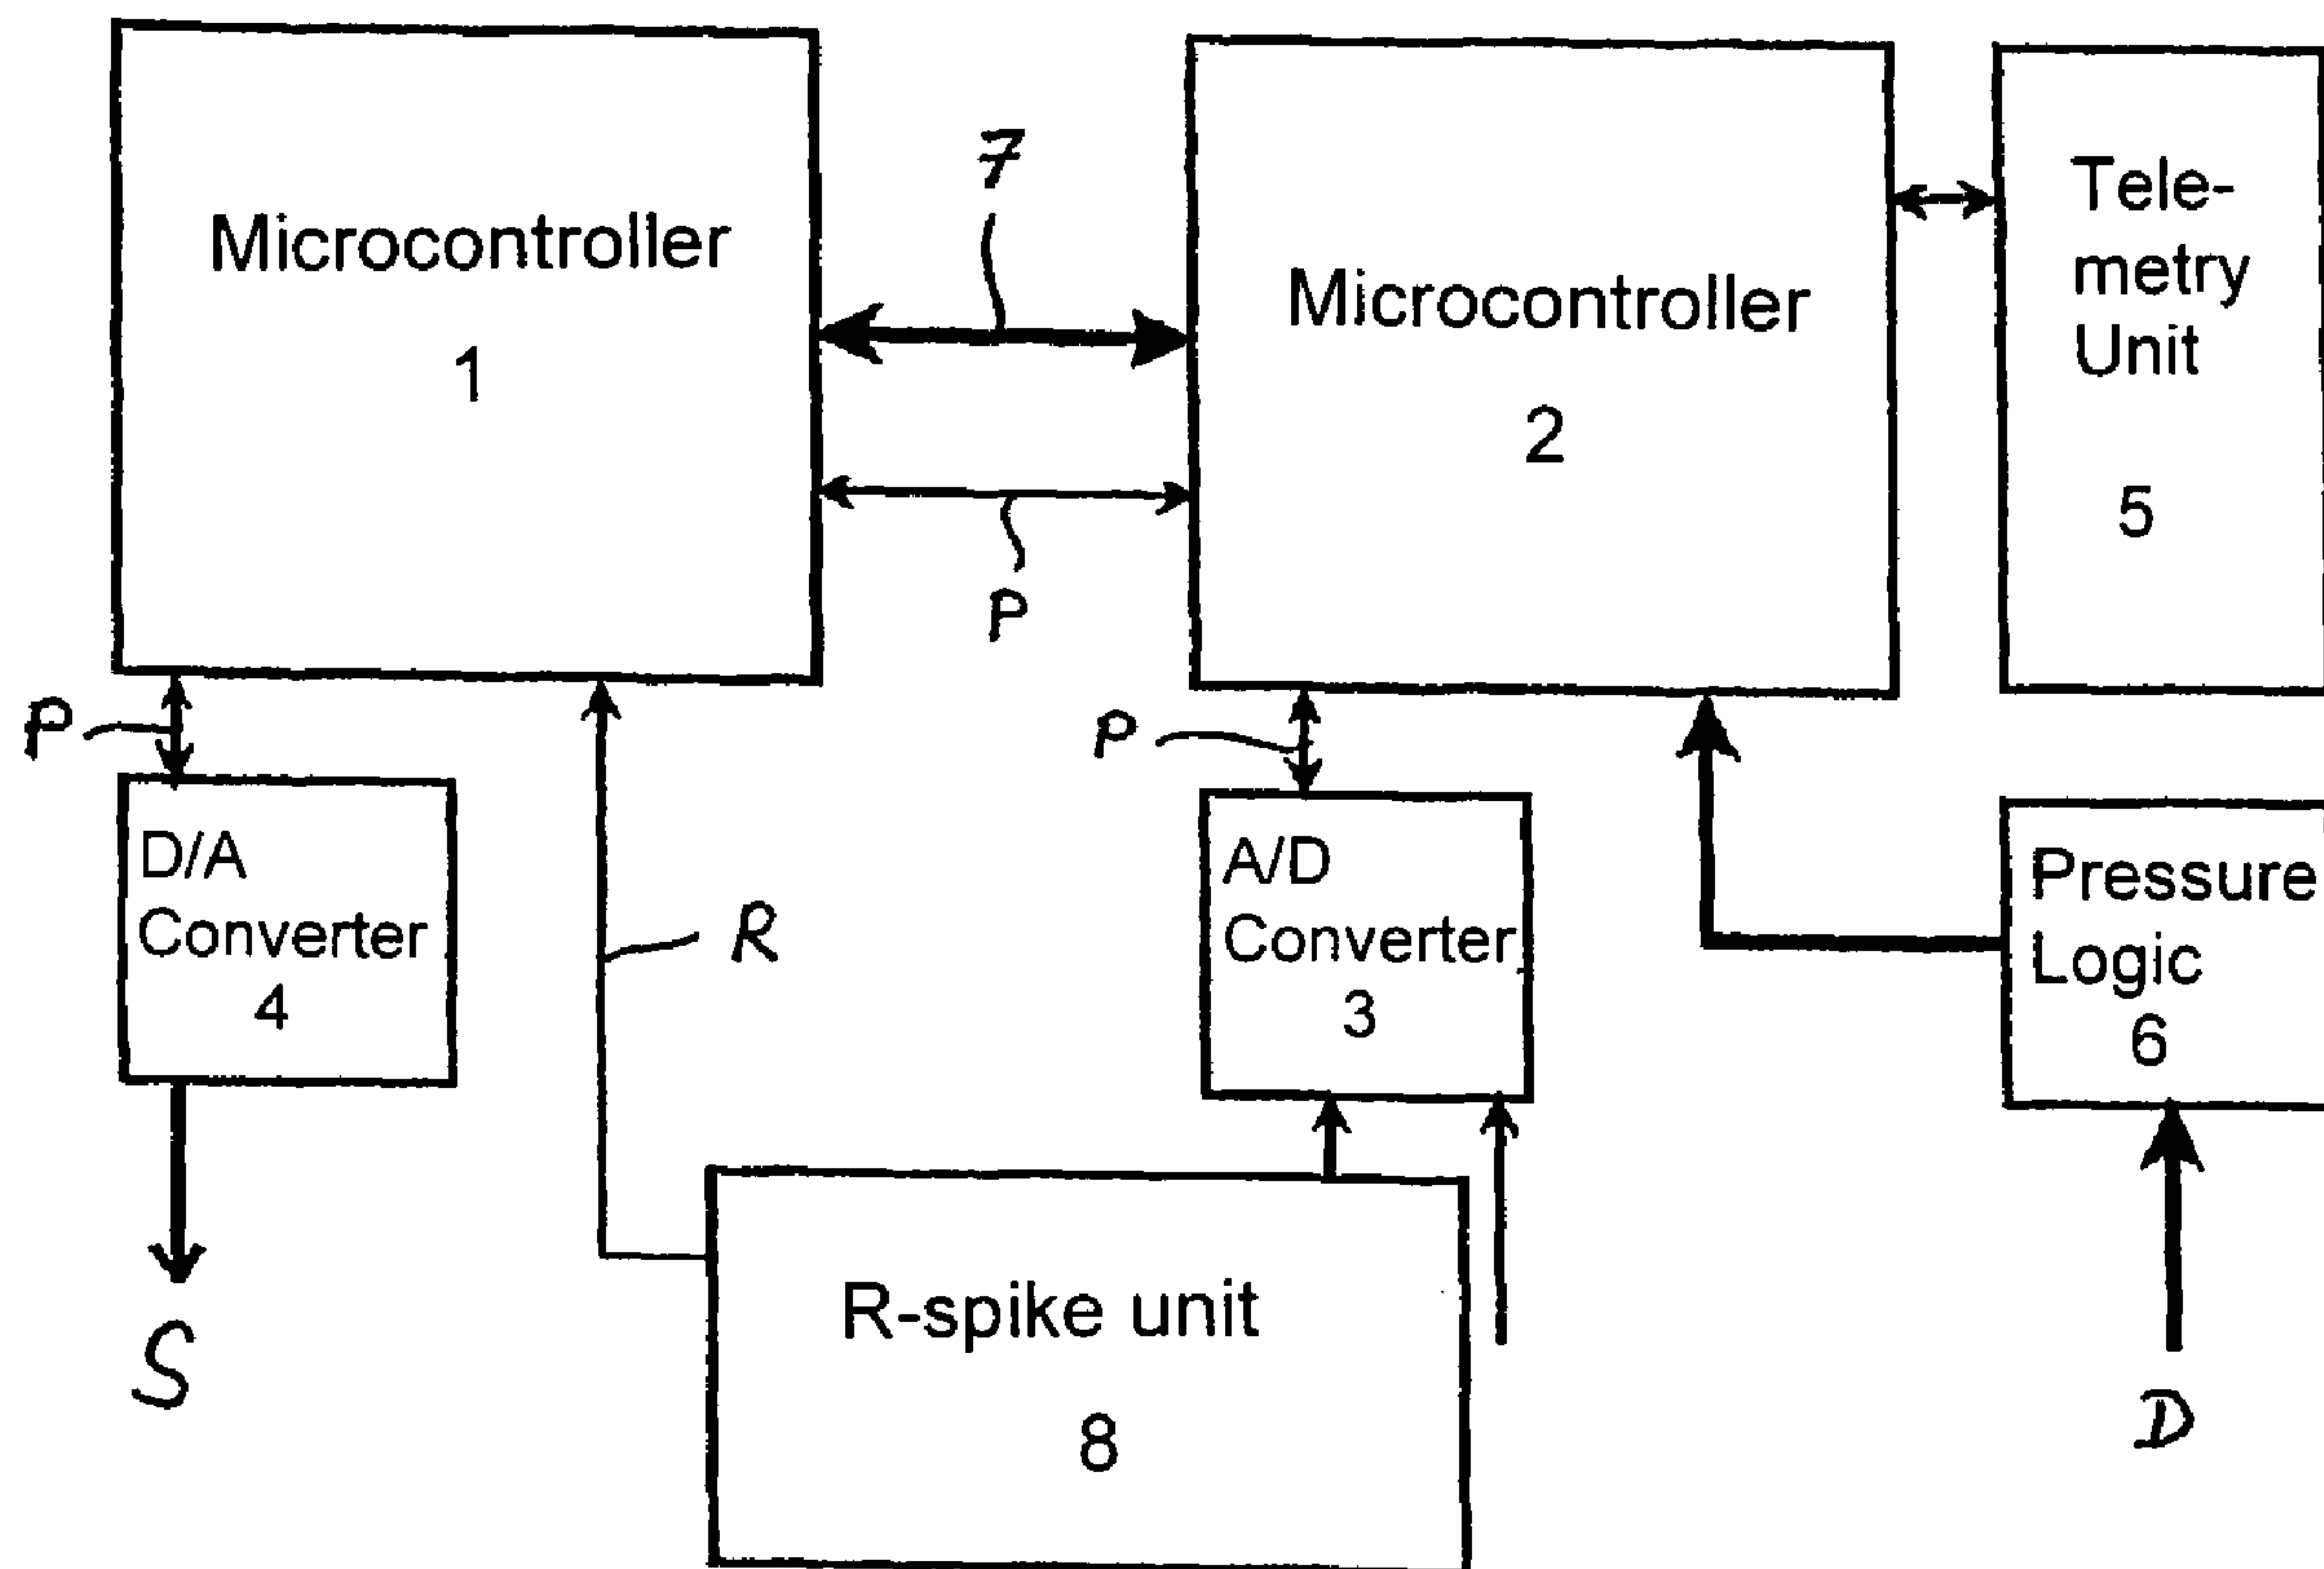 Microcontroller
1
7
P
Microcontroller
2
Tele-
metry
Unit
5
P
D/A
Converter
4
S
R
P
A/D
Converter
3
R-spike unit
8
Pressure
Logic
6
D